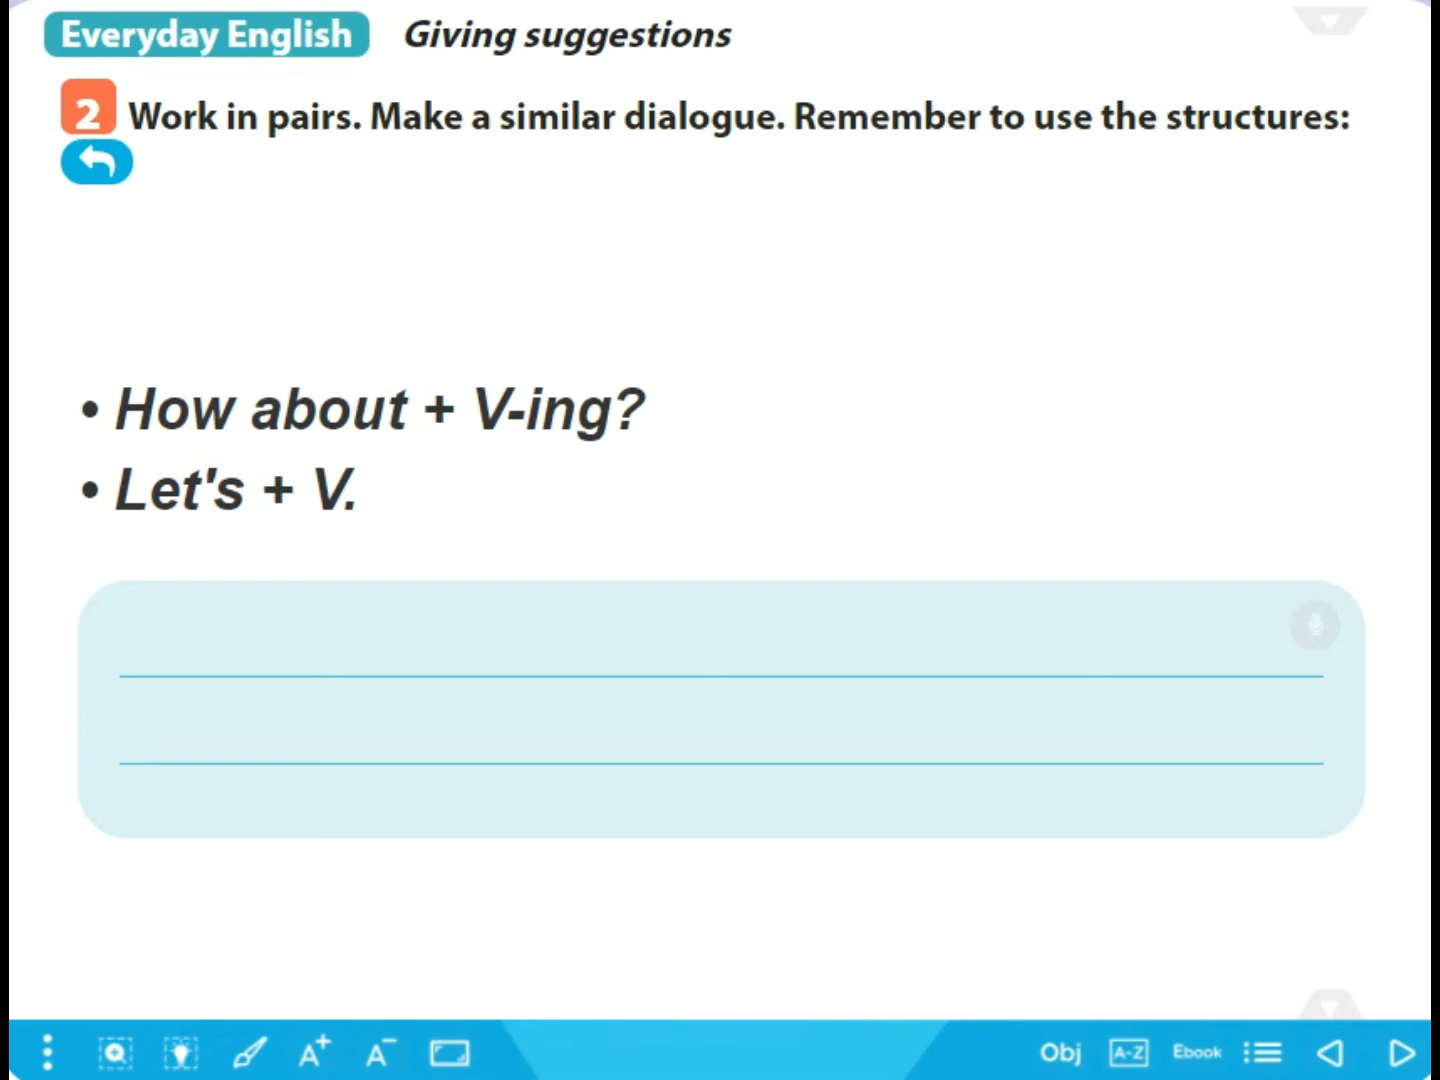 Everyday English Giving suggestions
2 Work in pairs. Make a similar dialogue. Remember to use the structures:
• How about + V-ing?
• Let's + V.
A+ A- Obj A-Z Ebook